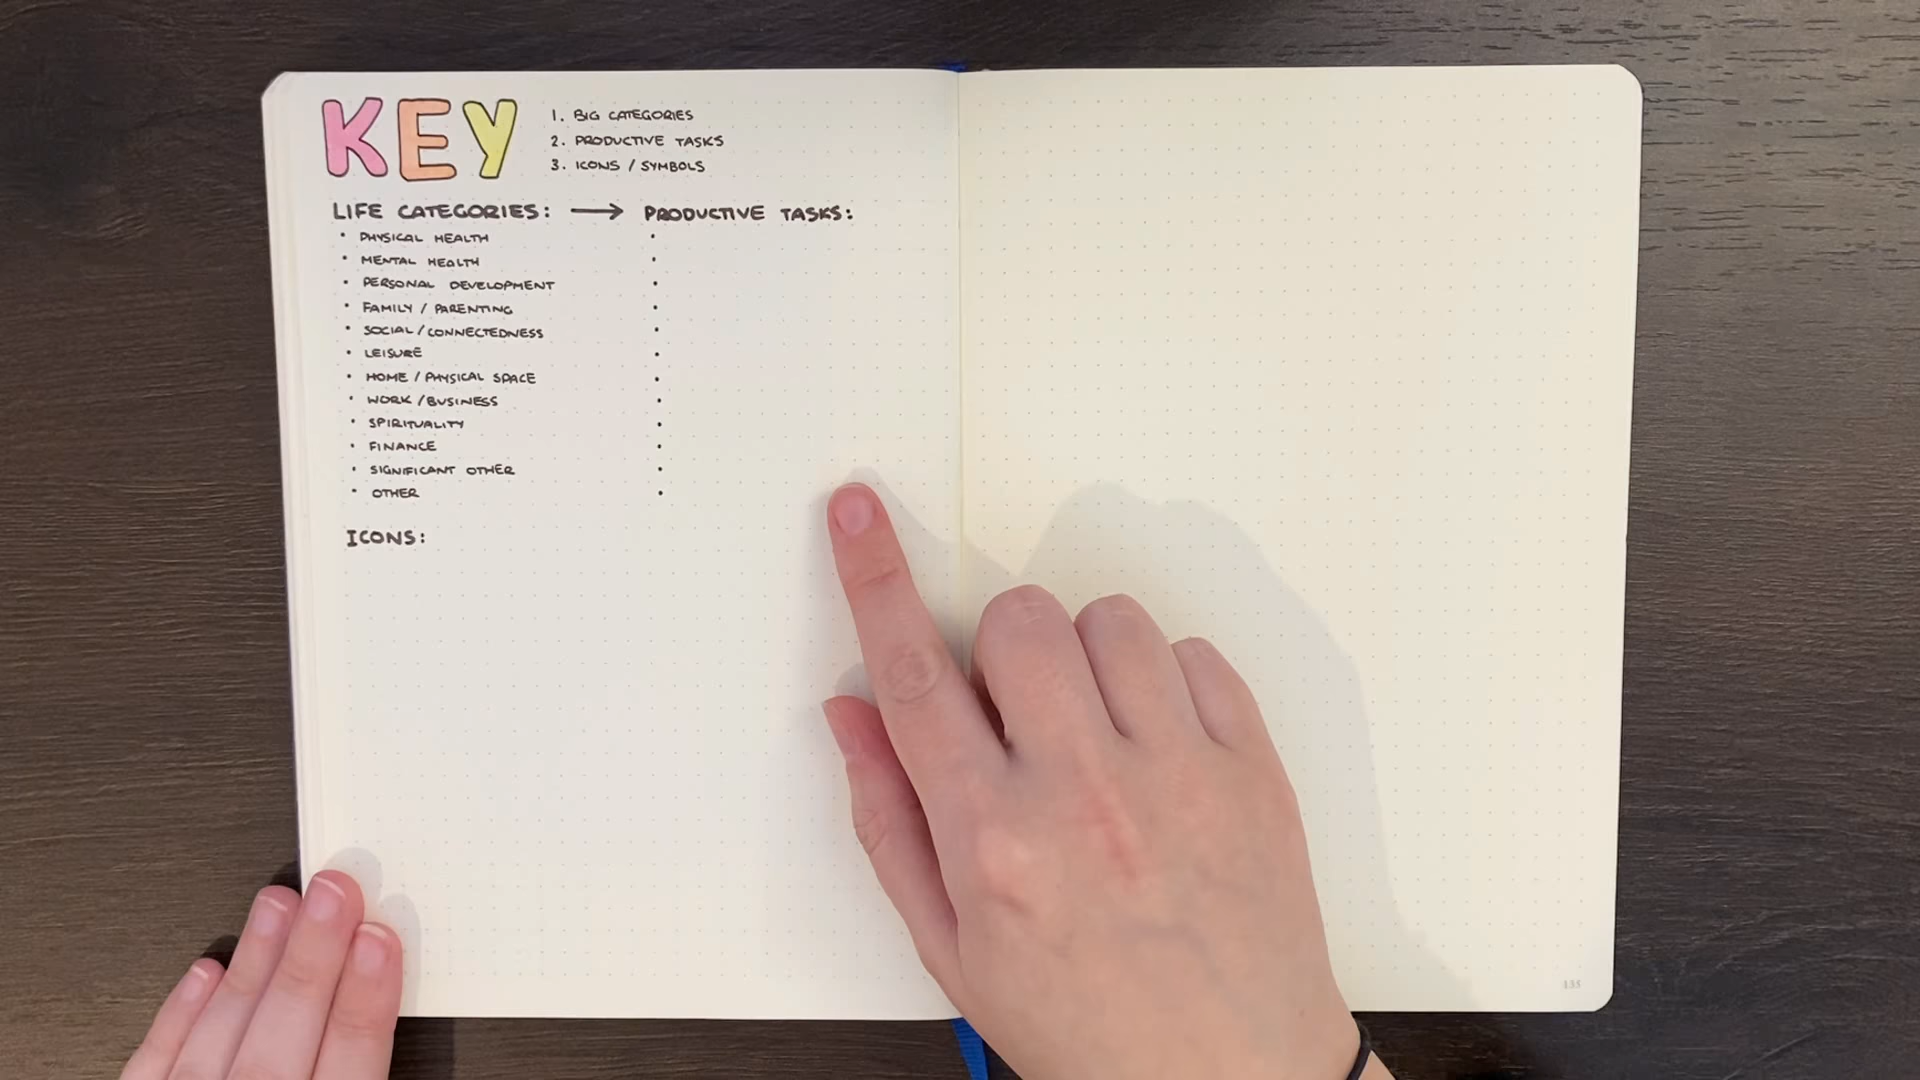 KEY
1. BIG CATEGORIES
2. PRODUCTIVE TASKS
3. ICONS / SYMBOLS
LIFE CATEGORIES: → PRODUCTIVE TASKS:
• PHYSICAL HEALTH •
• MENTAL HEALTH •
• PERSONAL DEVELOPMENT •
• FAMILY / PARENTING •
• SOCIAL / CONNECTEDNESS •
• LEISURE •
• HOME / PHYSICAL SPACE •
• WORK / BUSINESS •
• SPIRITUALITY •
• FINANCE •
• SIGNIFICANT OTHER •
• OTHER •
ICONS:
135